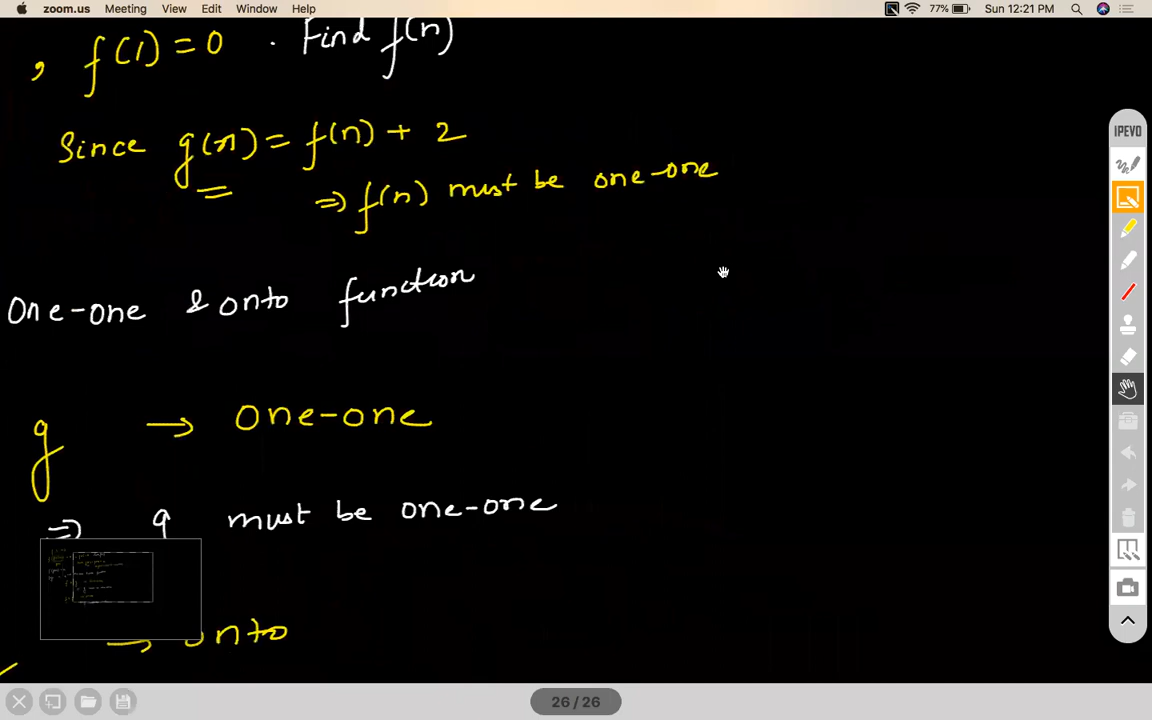 zoom.us Meeting View Edit Window Help 77% Sun 12:21 PM
, f(1) = 0 . Find f(n)
Since g(n) = f(n) + 2
⇒ f(n) must be one-one
IPEVO
One-one & onto function
g → One-one
⇒ g must be one-one
→ onto
26 / 26